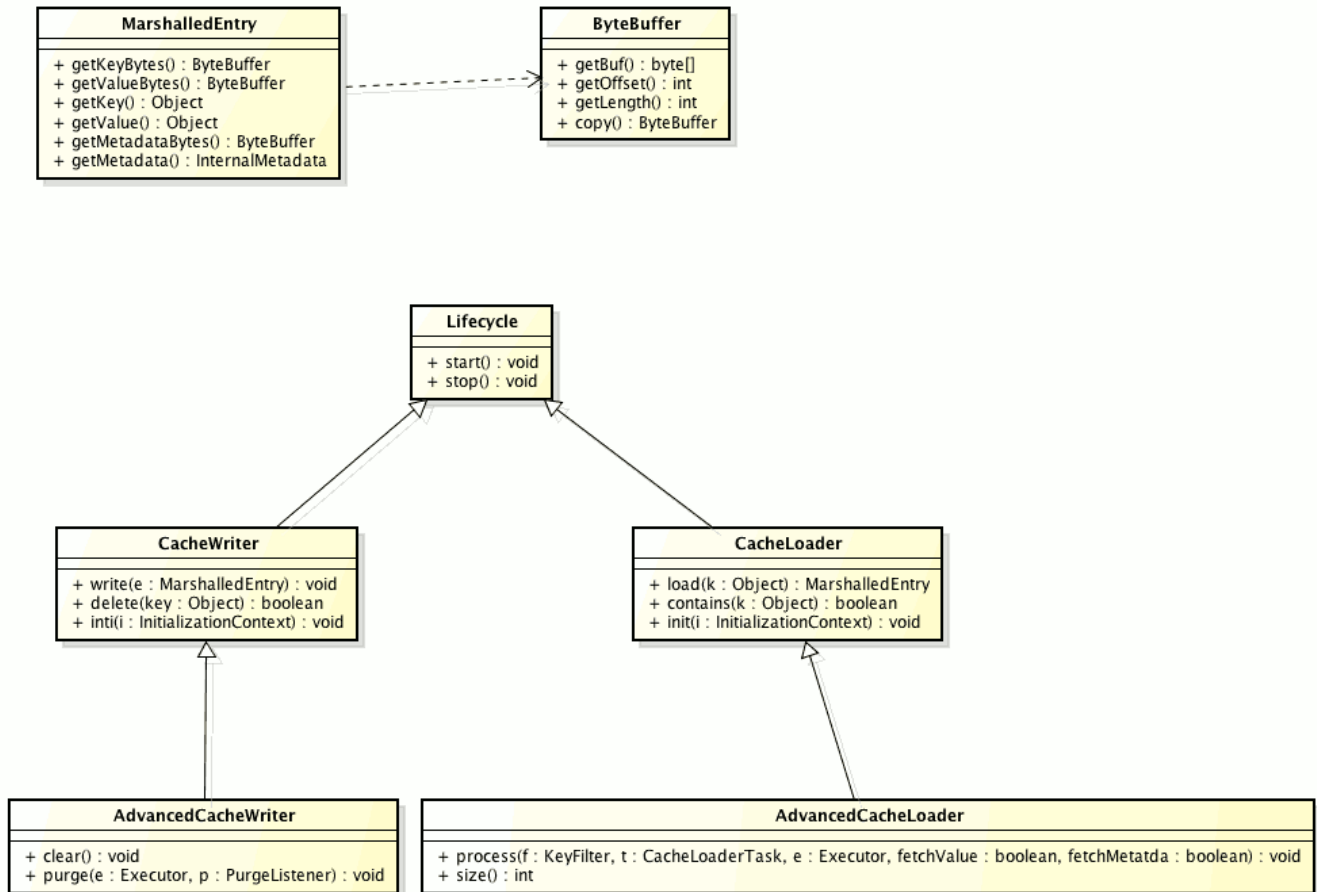 MarshalledEntry
+ getKeyBytes() : ByteBuffer
+ getValueBytes() : ByteBuffer
+ getKey() : Object
+ getValue() : Object
+ getMetadataBytes() : ByteBuffer
+ getMetadata() : InternalMetadata
ByteBuffer
+ getBuf() : byte[]
+ getOffset() : int
+ getLength() : int
+ copy() : ByteBuffer
Lifecycle
+ start() : void
+ stop() : void
CacheWriter
+ write(e : MarshalledEntry) : void
+ delete(key : Object) : boolean
+ inti(i : InitializationContext) : void
CacheLoader
+ load(k : Object) : MarshalledEntry
+ contains(k : Object) : boolean
+ init(i : InitializationContext) : void
AdvancedCacheWriter
+ clear() : void
+ purge(e : Executor, p : PurgeListener) : void
AdvancedCacheLoader
+ process(f : KeyFilter, t : CacheLoaderTask, e : Executor, fetchValue : boolean, fetchMetatda : boolean) : void
+ size() : int